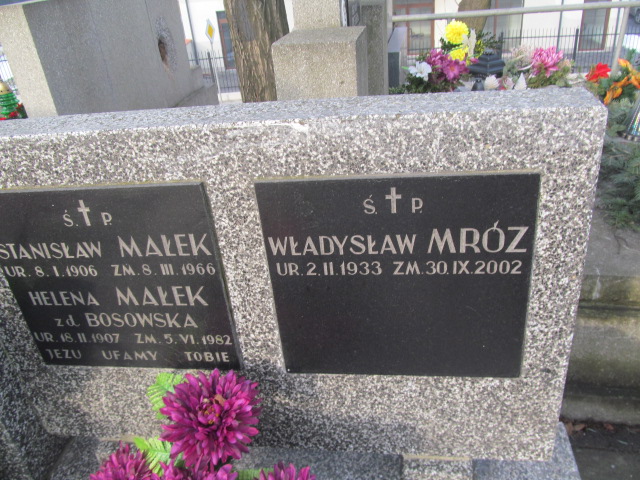 Ś. P.
STANISŁAW MAŁEK
UR. 8.I.1906 ZM. 8.III.1966
HELENA MAŁEK
zd. BOSOWSKA
UR. 18.II.1907 ZM. 5.VI.1982
JEZU UFAMY TOBIE
Ś. P.
WŁADYSŁAW MRÓZ
UR. 2.II.1933 ZM. 30.IX.2002